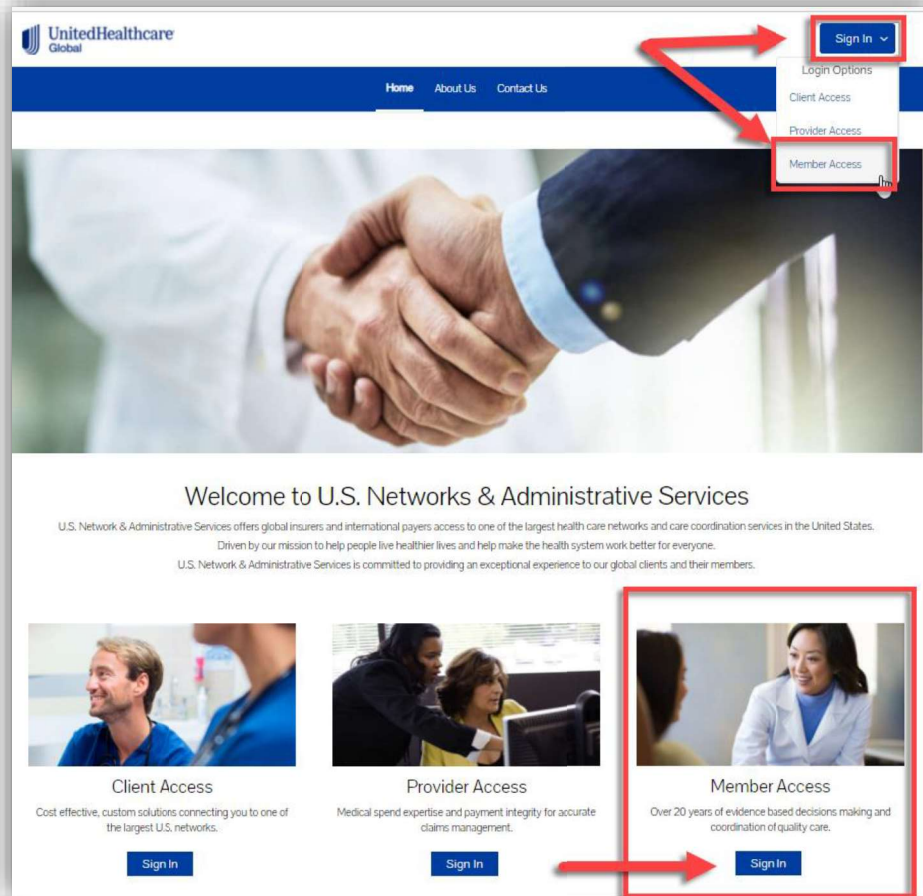 UnitedHealthcare
Global
Sign In
Login Options
Client Access
Provider Access
Member Access
Home About Us Contact Us
Welcome to U.S. Networks & Administrative Services
U.S. Network & Administrative Services offers global insurers and international payers access to one of the largest health care networks and care coordination services in the United States.
Driven by our mission to help people live healthier lives and help make the health system work better for everyone.
U.S. Network & Administrative Services is committed to providing an exceptional experience to our global clients and their members.
Client Access
Cost effective, custom solutions connecting you to one of
the largest U.S. networks.
Sign In
Provider Access
Medical spend expertise and payment integrity for accurate
claims management.
Sign In
Member Access
Over 20 years of evidence based decisions making and
coordination of quality care.
Sign In